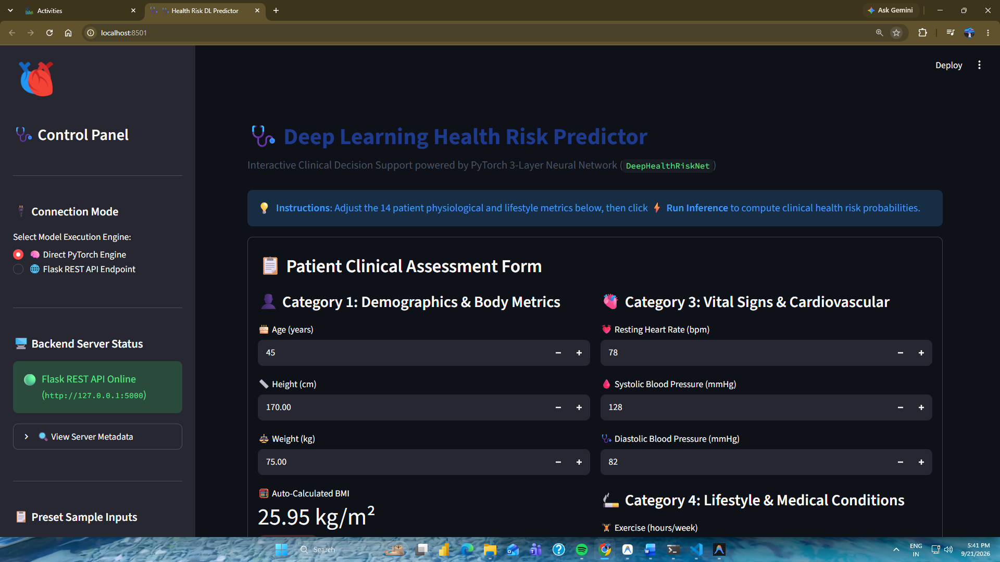 Activities
Health Risk DL Predictor
Ask Gemini
localhost:8501
Deploy
Control Panel
Connection Mode
Select Model Execution Engine:
Direct PyTorch Engine
Flask REST API Endpoint
Backend Server Status
Flask REST API Online
(http://127.0.0.1:5000)
View Server Metadata
Preset Sample Inputs
Deep Learning Health Risk Predictor
Interactive Clinical Decision Support powered by PyTorch 3-Layer Neural Network (DeepHealthRiskNet)
Instructions: Adjust the 14 patient physiological and lifestyle metrics below, then click ⚡ Run Inference to compute clinical health risk probabilities.
Patient Clinical Assessment Form
Category 1: Demographics & Body Metrics
Age (years)
45
Height (cm)
170.00
Weight (kg)
75.00
Auto-Calculated BMI
25.95 kg/m²
Category 3: Vital Signs & Cardiovascular
Resting Heart Rate (bpm)
78
Systolic Blood Pressure (mmHg)
128
Diastolic Blood Pressure (mmHg)
82
Category 4: Lifestyle & Medical Conditions
Exercise (hours/week)
Search
ENG
IN
5:41 PM
9/21/2026